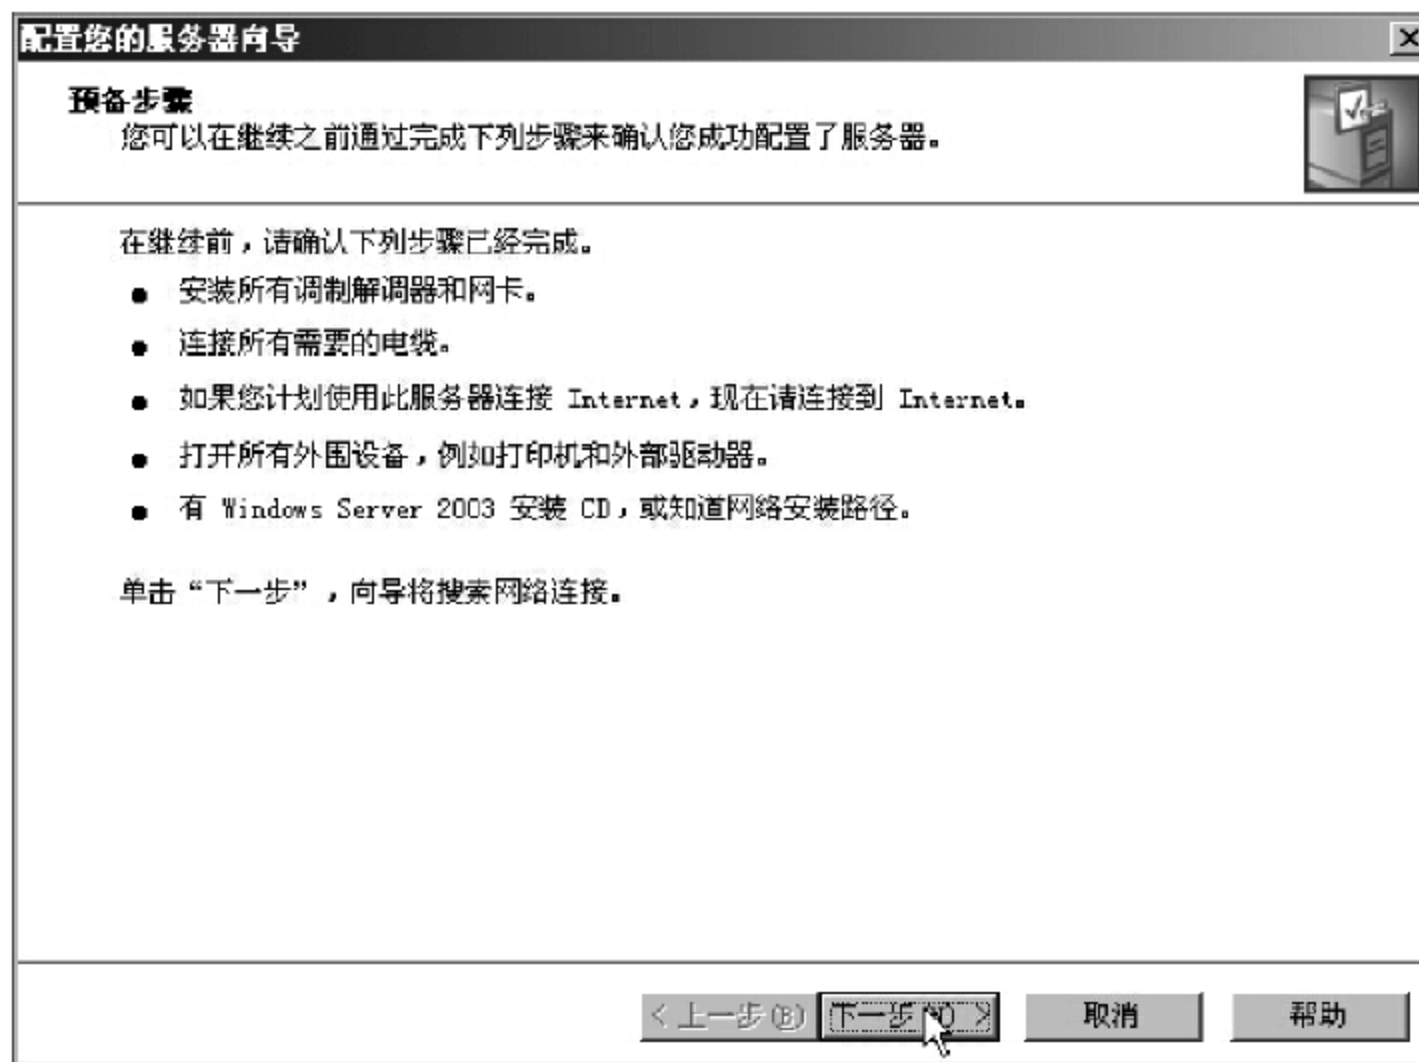 配置您的服务器向导
预备步骤
您可以在继续之前通过完成下列步骤来确认您成功配置了服务器。
在继续前，请确认下列步骤已经完成。
● 安装所有调制解调器和网卡。
● 连接所有需要的电缆。
● 如果您计划使用此服务器连接 Internet，现在请连接到 Internet。
● 打开所有外围设备，例如打印机和外部驱动器。
● 有 Windows Server 2003 安装 CD，或知道网络安装路径。
单击“下一步”，向导将搜索网络连接。
< 上一步(B) 下一步 > 取消 帮助